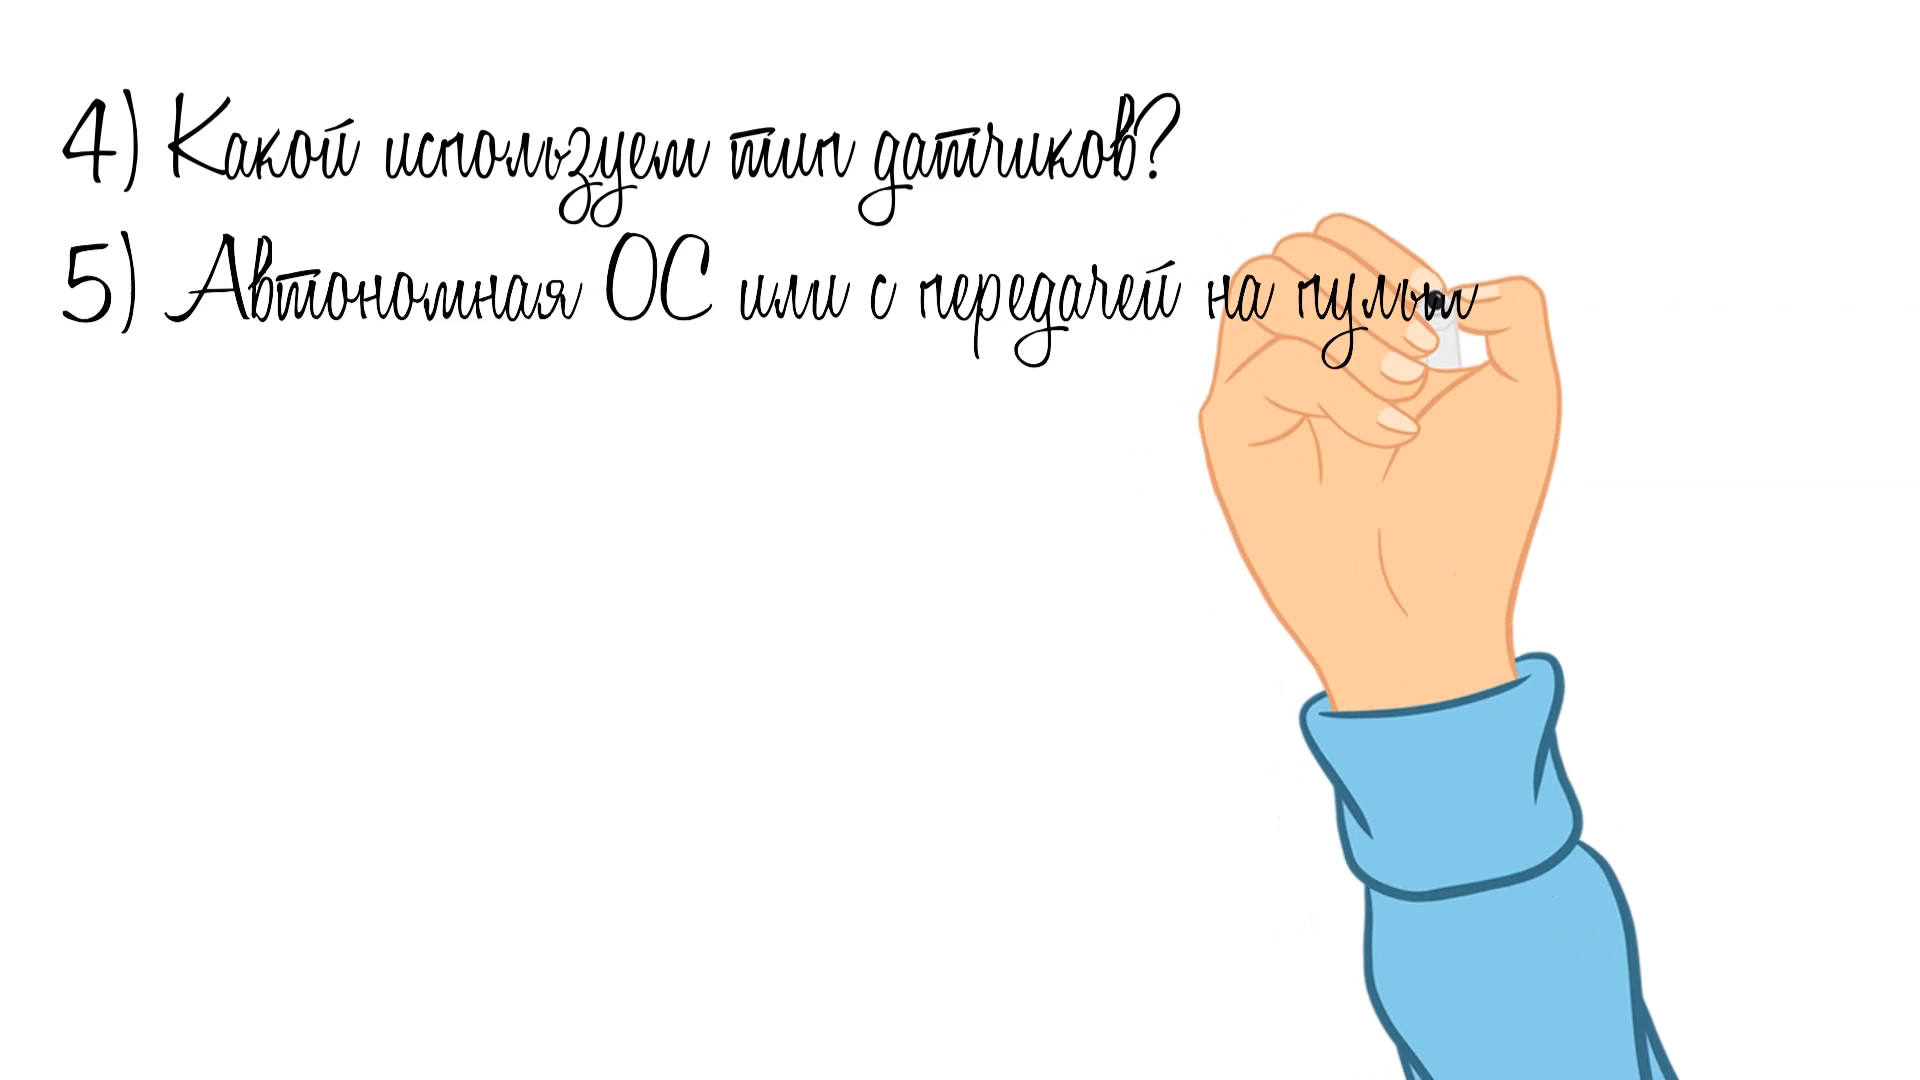 4) Какой используем тип датчиков?
5) Автономная ОС или с передачей на пульт